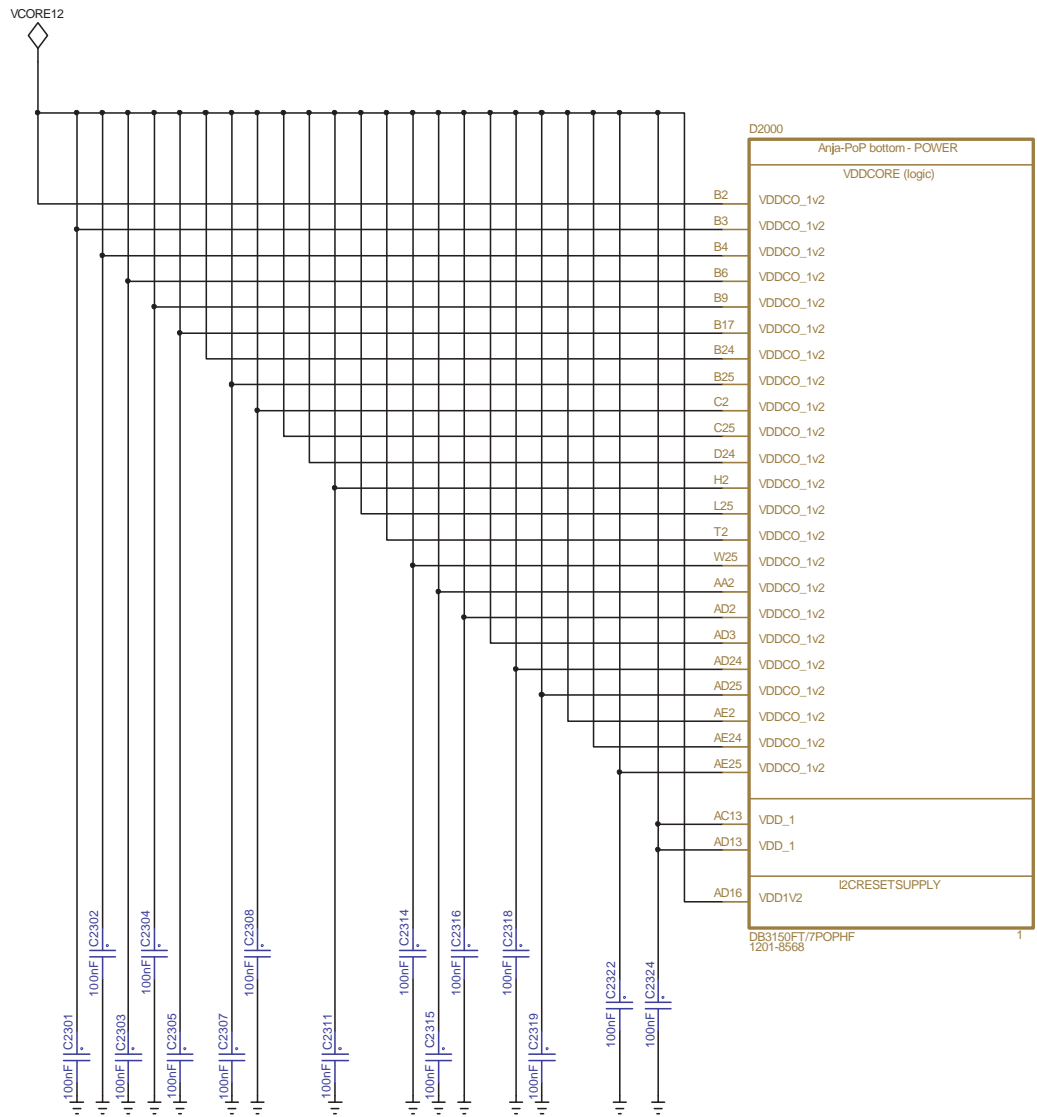 VCORE12
D2000
Anja-PoP bottom - POWER
VDDCORE (logic)
B2 VDDCO_1v2
B3 VDDCO_1v2
B4 VDDCO_1v2
B6 VDDCO_1v2
B9 VDDCO_1v2
B17 VDDCO_1v2
B24 VDDCO_1v2
B25 VDDCO_1v2
C2 VDDCO_1v2
C25 VDDCO_1v2
D24 VDDCO_1v2
H2 VDDCO_1v2
L25 VDDCO_1v2
T2 VDDCO_1v2
W25 VDDCO_1v2
AA2 VDDCO_1v2
AD2 VDDCO_1v2
AD3 VDDCO_1v2
AD24 VDDCO_1v2
AD25 VDDCO_1v2
AE2 VDDCO_1v2
AE24 VDDCO_1v2
AE25 VDDCO_1v2
AC13 VDD_1
AD13 VDD_1
I2CRESETSUPPLY
AD16 VDD1V2
DB3150FT/7POPHF 1
1201-8568
C2301 100nF
C2302 100nF
C2303 100nF
C2304 100nF
C2305 100nF
C2307 100nF
C2308 100nF
C2311 100nF
C2314 100nF
C2315 100nF
C2316 100nF
C2318 100nF
C2319 100nF
C2322 100nF
C2324 100nF